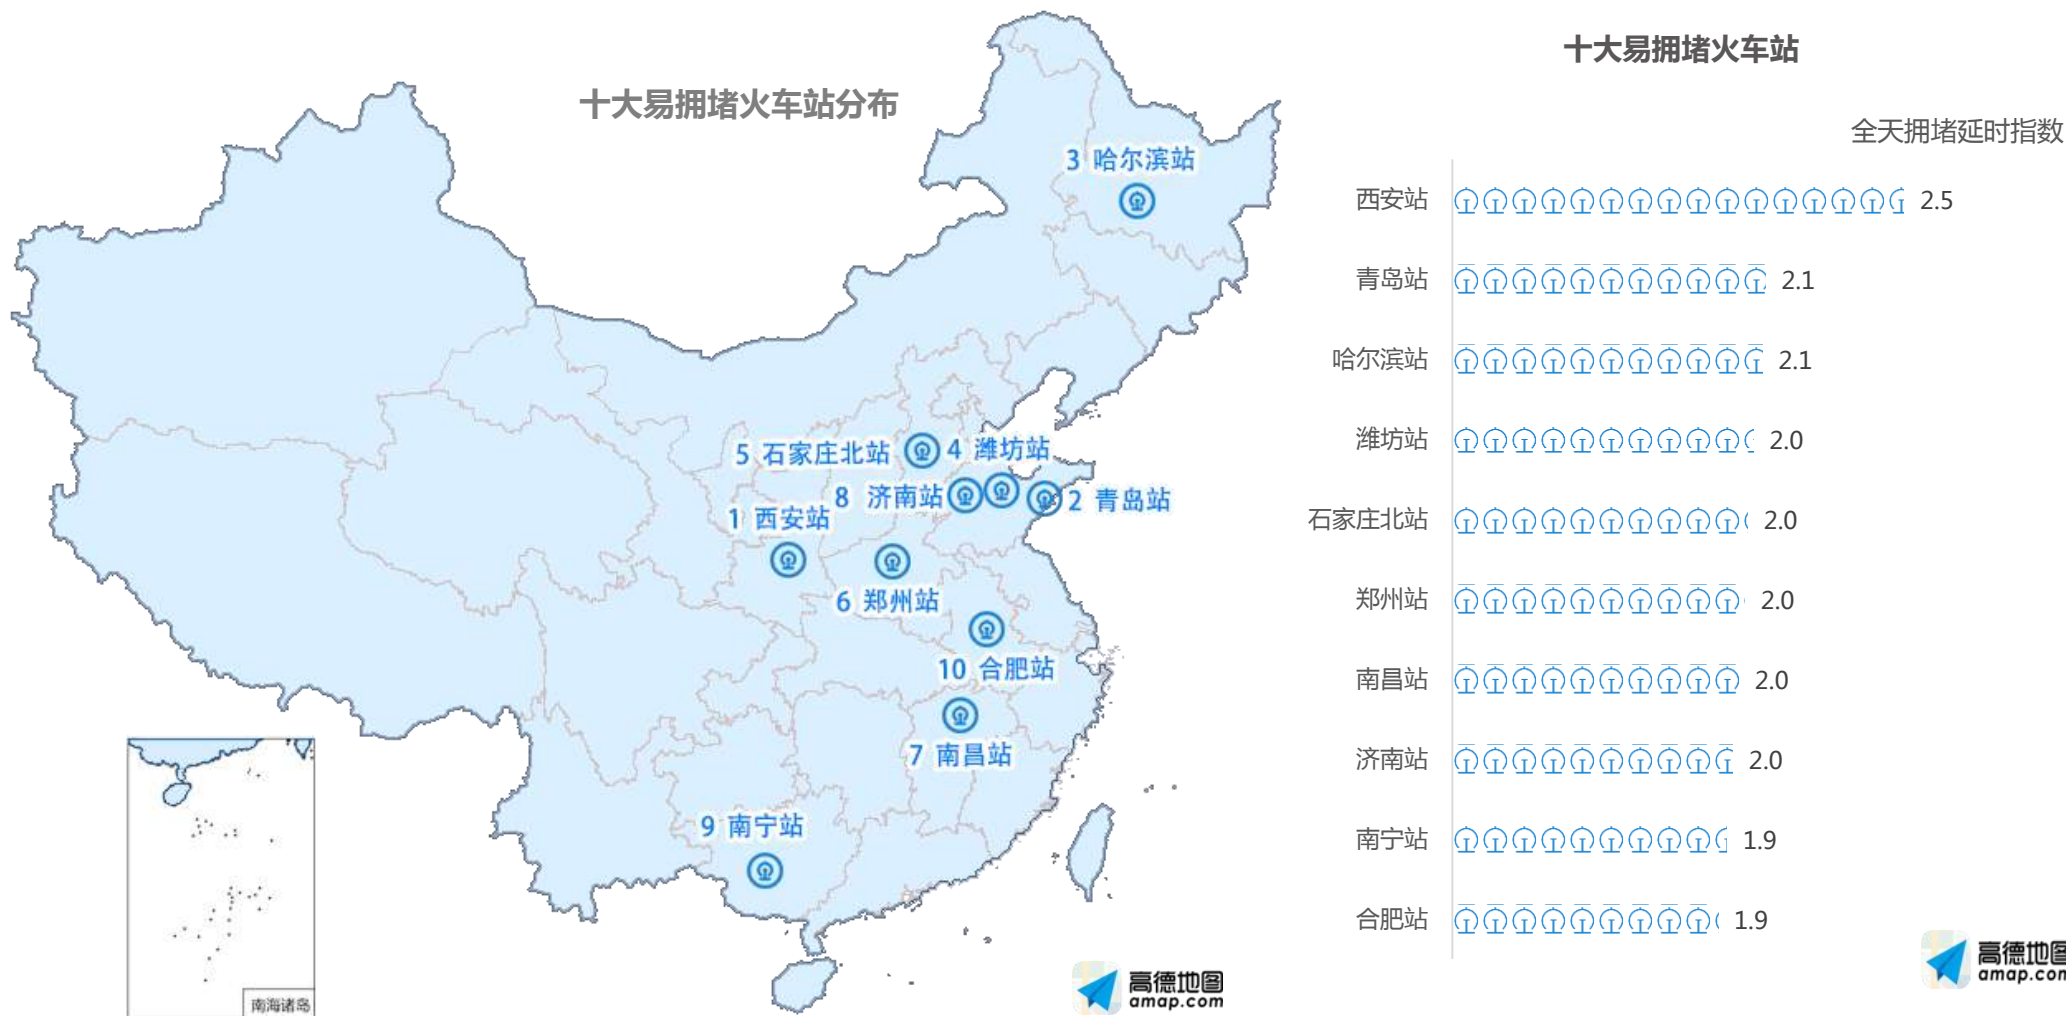 十大易拥堵火车站分布
3 哈尔滨站
5 石家庄北站
4 潍坊站
8 济南站
2 青岛站
1 西安站
6 郑州站
10 合肥站
7 南昌站
9 南宁站
南海诸岛
高德地图
amap.com
十大易拥堵火车站
全天拥堵延时指数
西安站 2.5
青岛站 2.1
哈尔滨站 2.1
潍坊站 2.0
石家庄北站 2.0
郑州站 2.0
南昌站 2.0
济南站 2.0
南宁站 1.9
合肥站 1.9
高德地图
amap.com